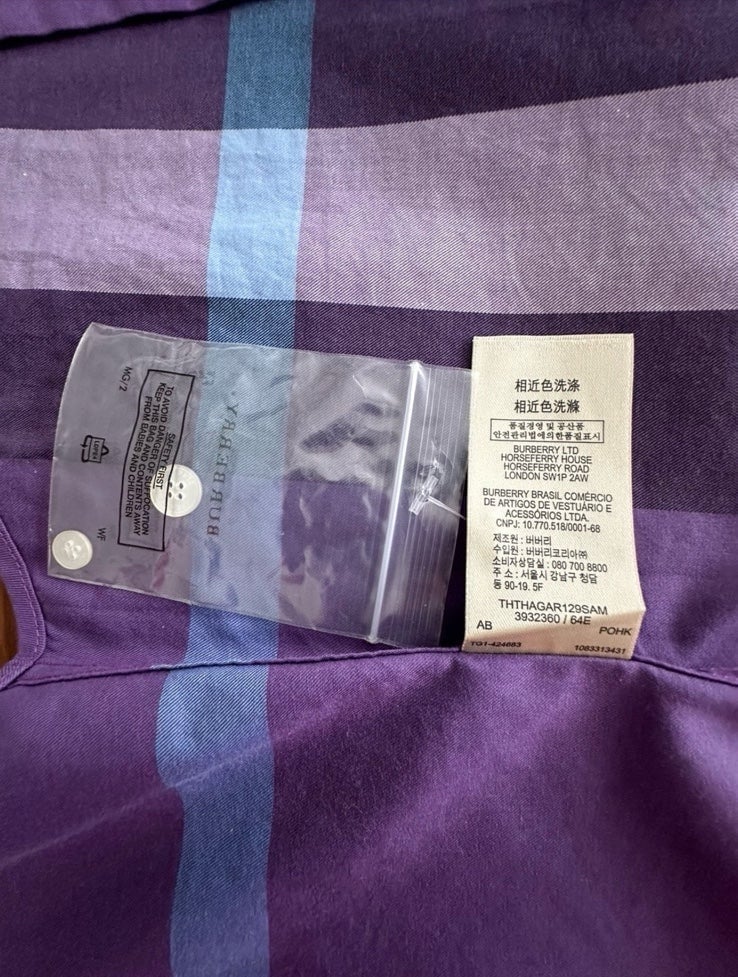 MG/2
WF
SAFETY FIRST
TO AVOID DANGER OF SUFFOCATION
KEEP THIS BAG AND CONTENTS AWAY
FROM BABIES AND CHILDREN
BURBERRY
相近色洗涤
相近色洗滌
품질경영 및 공산품
안전관리법에의한품질표시
BURBERRY LTD
HORSEFERRY HOUSE
HORSEFERRY ROAD
LONDON SW1P 2AW
BURBERRY BRASIL COMÉRCIO
DE ARTIGOS DE VESTUÁRIO E
ACESSÓRIOS LTDA.
CNPJ: 10.770.518/0001-68
제조원 : 버버리
수입원 : 버버리코리아㈜
소비자상담실 : 080 700 8800
주 소 : 서울시 강남구 청담
동 90-19. 5F
THTHAGAR129SAM
3932360 / 64E
AB POHK
TG1-424683 1083313431